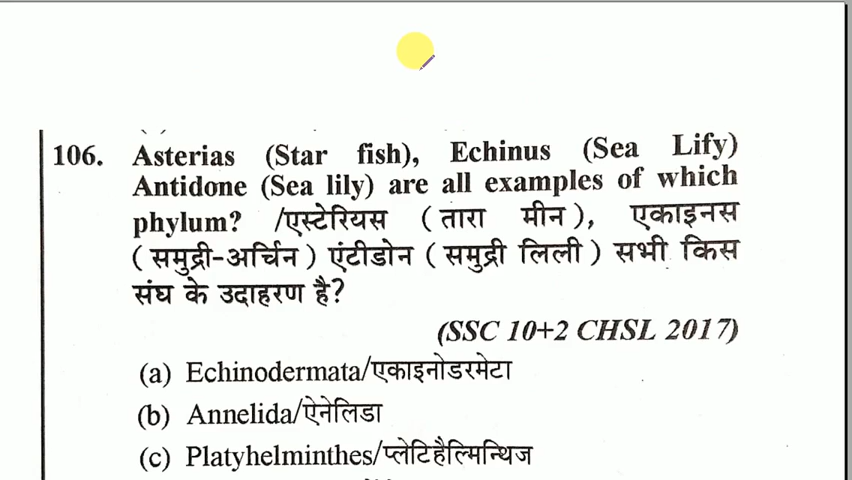 106. Asterias (Star fish), Echinus (Sea Lify)
Antidone (Sea lily) are all examples of which
phylum? /एस्टेरियस ( तारा मीन ), एकाइनस
( समुद्री-अर्चिन ) एंटीडोन ( समुद्री लिली ) सभी किस
संघ के उदाहरण है?
(SSC 10+2 CHSL 2017)
(a) Echinodermata/एकाइनोडरमेटा
(b) Annelida/ऐनेलिडा
(c) Platyhelminthes/प्लेटिहैल्मिन्थिज